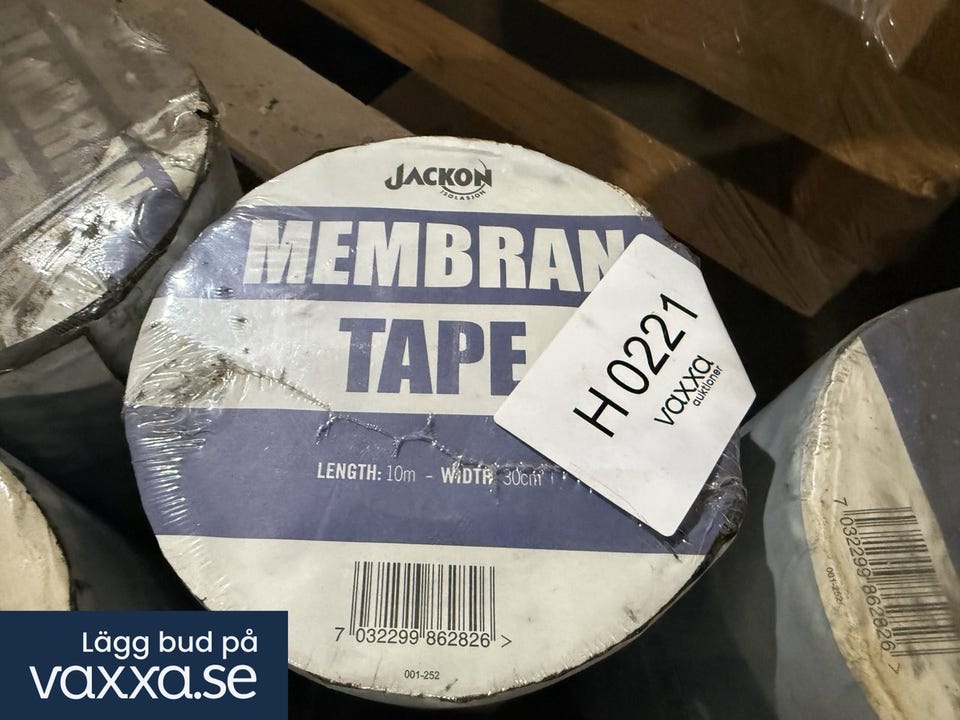 JACKON
ISOLASJON
MEMBRAN
TAPE
LENGTH: 10m - WIDTH 30cm
7 032299 862826 >
001-252
H 0221
vaxxa
auktioner
7 032299 862826 >
001-252
Lägg bud på
vaxxa.se